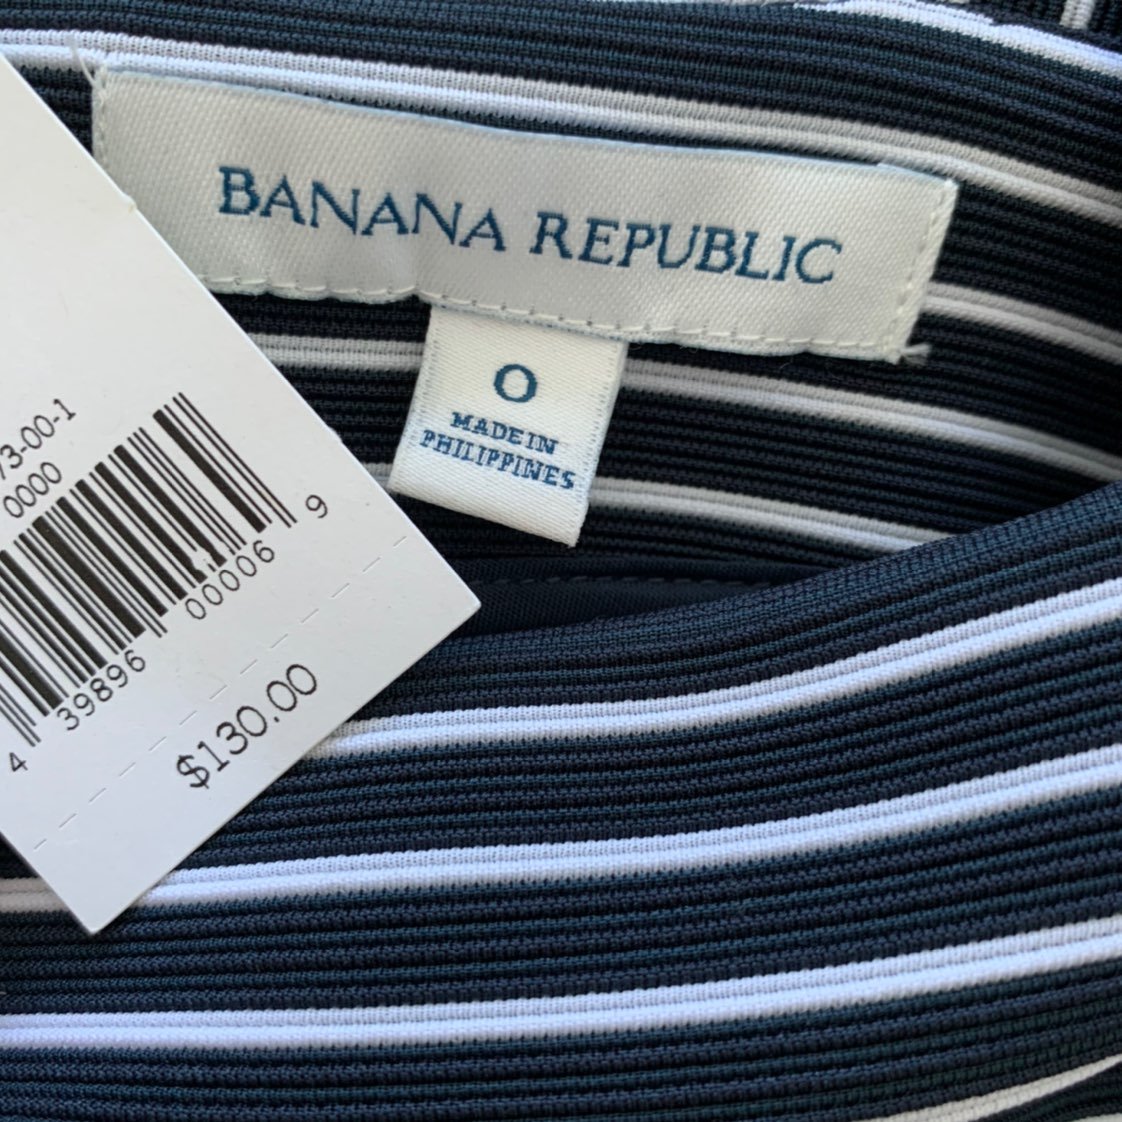 BANANA REPUBLIC
0
MADE IN
PHILIPPINES
73-00-1
0000
4 39896 00006 9
$130.00